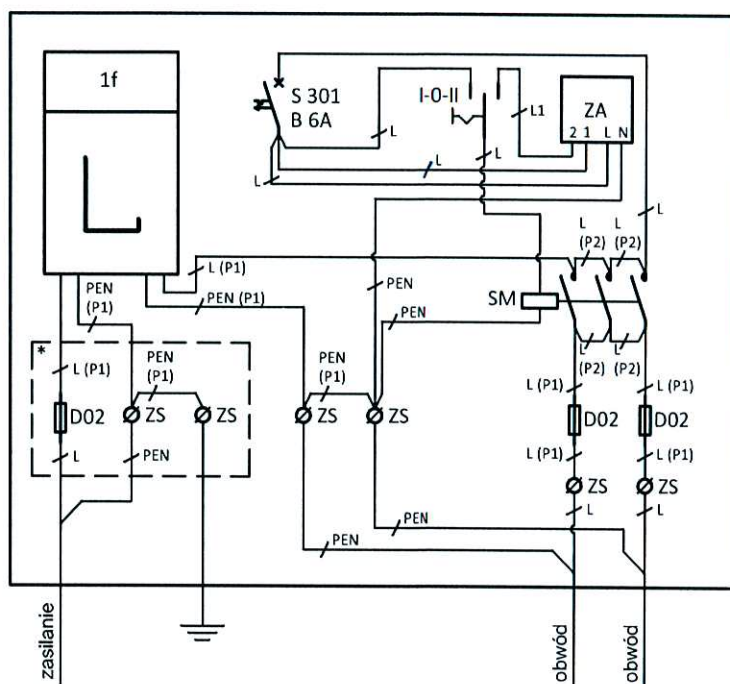 1f
S 301
B 6A
I-0-II
L
L1
ZA
2 1 L N
L
L
L
L
L
(P2)
L
(P2)
L
L (P1)
PEN
(P1)
PEN (P1)
PEN
SM
PEN
*
L (P1)
PEN
(P1)
PEN
(P1)
L
(P2)
L
(P2)
L (P1)
L (P1)
D02
ZS
ZS
ZS
ZS
D02
D02
L
PEN
L (P1)
L (P1)
ZS
ZS
L
L
PEN
PEN
zasilanie
obwód
obwód